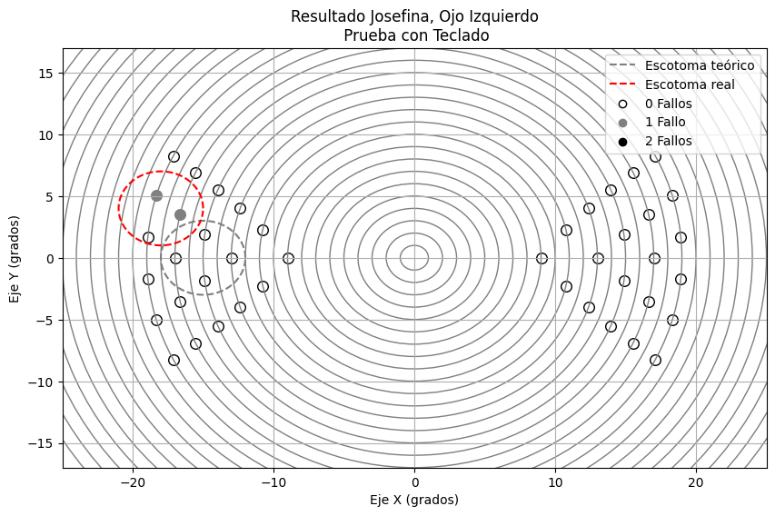 Resultado Josefina, Ojo Izquierdo
Prueba con Teclado
Escotoma teórico
Escotoma real
0 Fallos
1 Fallo
2 Fallos
15
10
5
0
−5
−10
−15
Eje Y (grados)
−20
−10
0
10
20
Eje X (grados)